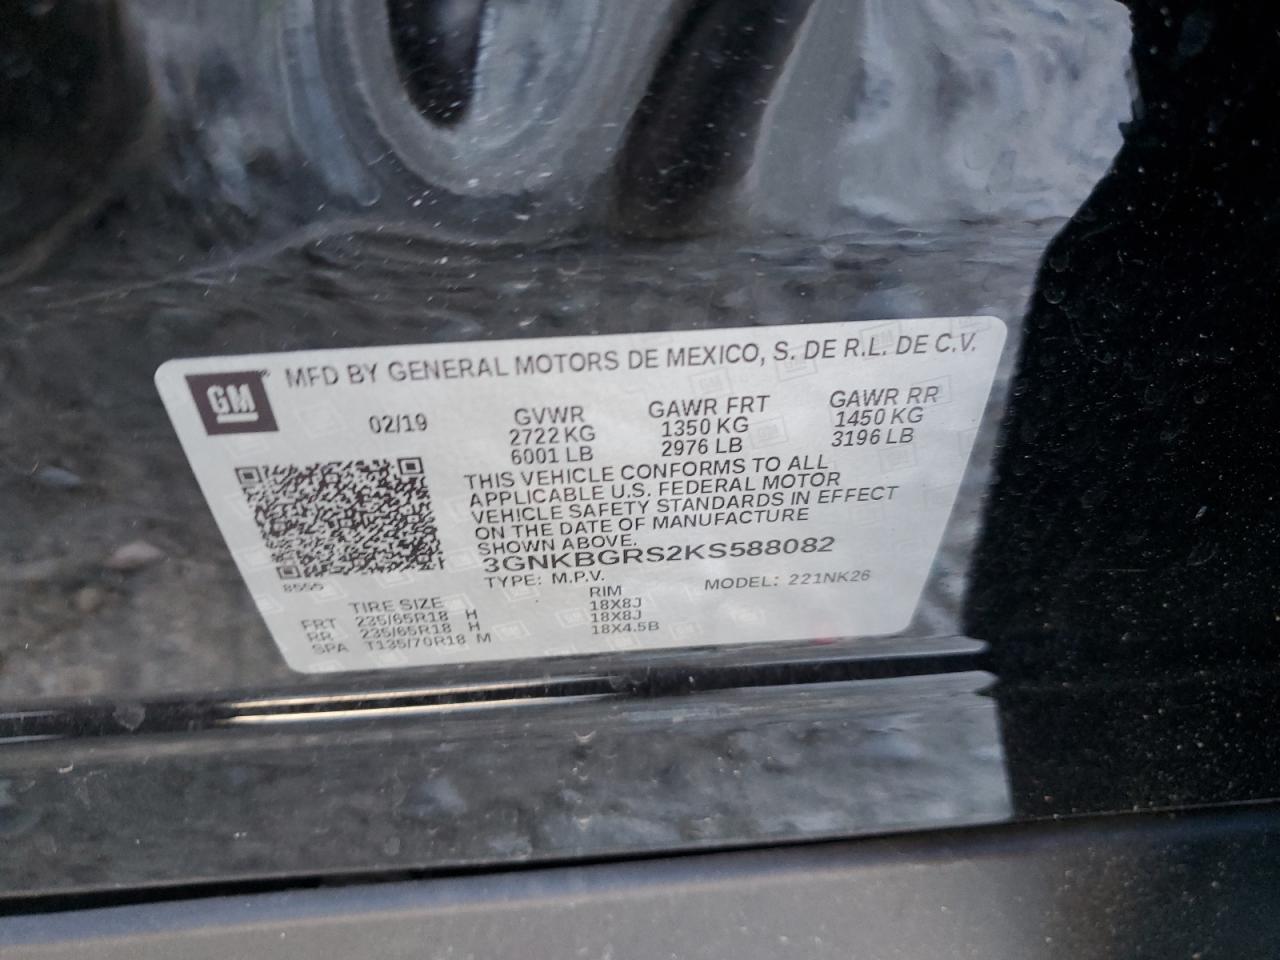 GM MFD BY GENERAL MOTORS DE MEXICO, S. DE R.L. DE C.V.
02/19 GVWR GAWR FRT GAWR RR
2722 KG 1350 KG 1450 KG
6001 LB 2976 LB 3196 LB
THIS VEHICLE CONFORMS TO ALL
APPLICABLE U.S. FEDERAL MOTOR
VEHICLE SAFETY STANDARDS IN EFFECT
ON THE DATE OF MANUFACTURE
SHOWN ABOVE.
3GNKBGRS2KS588082
8555 TYPE: M.P.V. MODEL: 221NK26
TIRE SIZE RIM
FRT 235/65R18 H 18X8J
RR 235/65R18 H 18X8J
SPA T135/70R18 M 18X4.5B